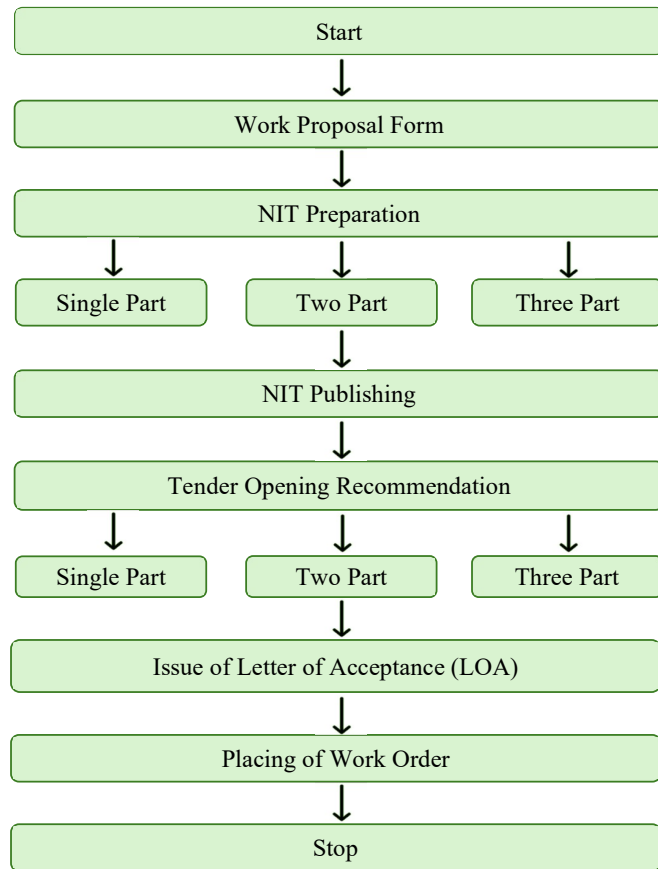 Start
Work Proposal Form
NIT Preparation
Single Part
Two Part
Three Part
NIT Publishing
Tender Opening Recommendation
Single Part
Two Part
Three Part
Issue of Letter of Acceptance (LOA)
Placing of Work Order
Stop